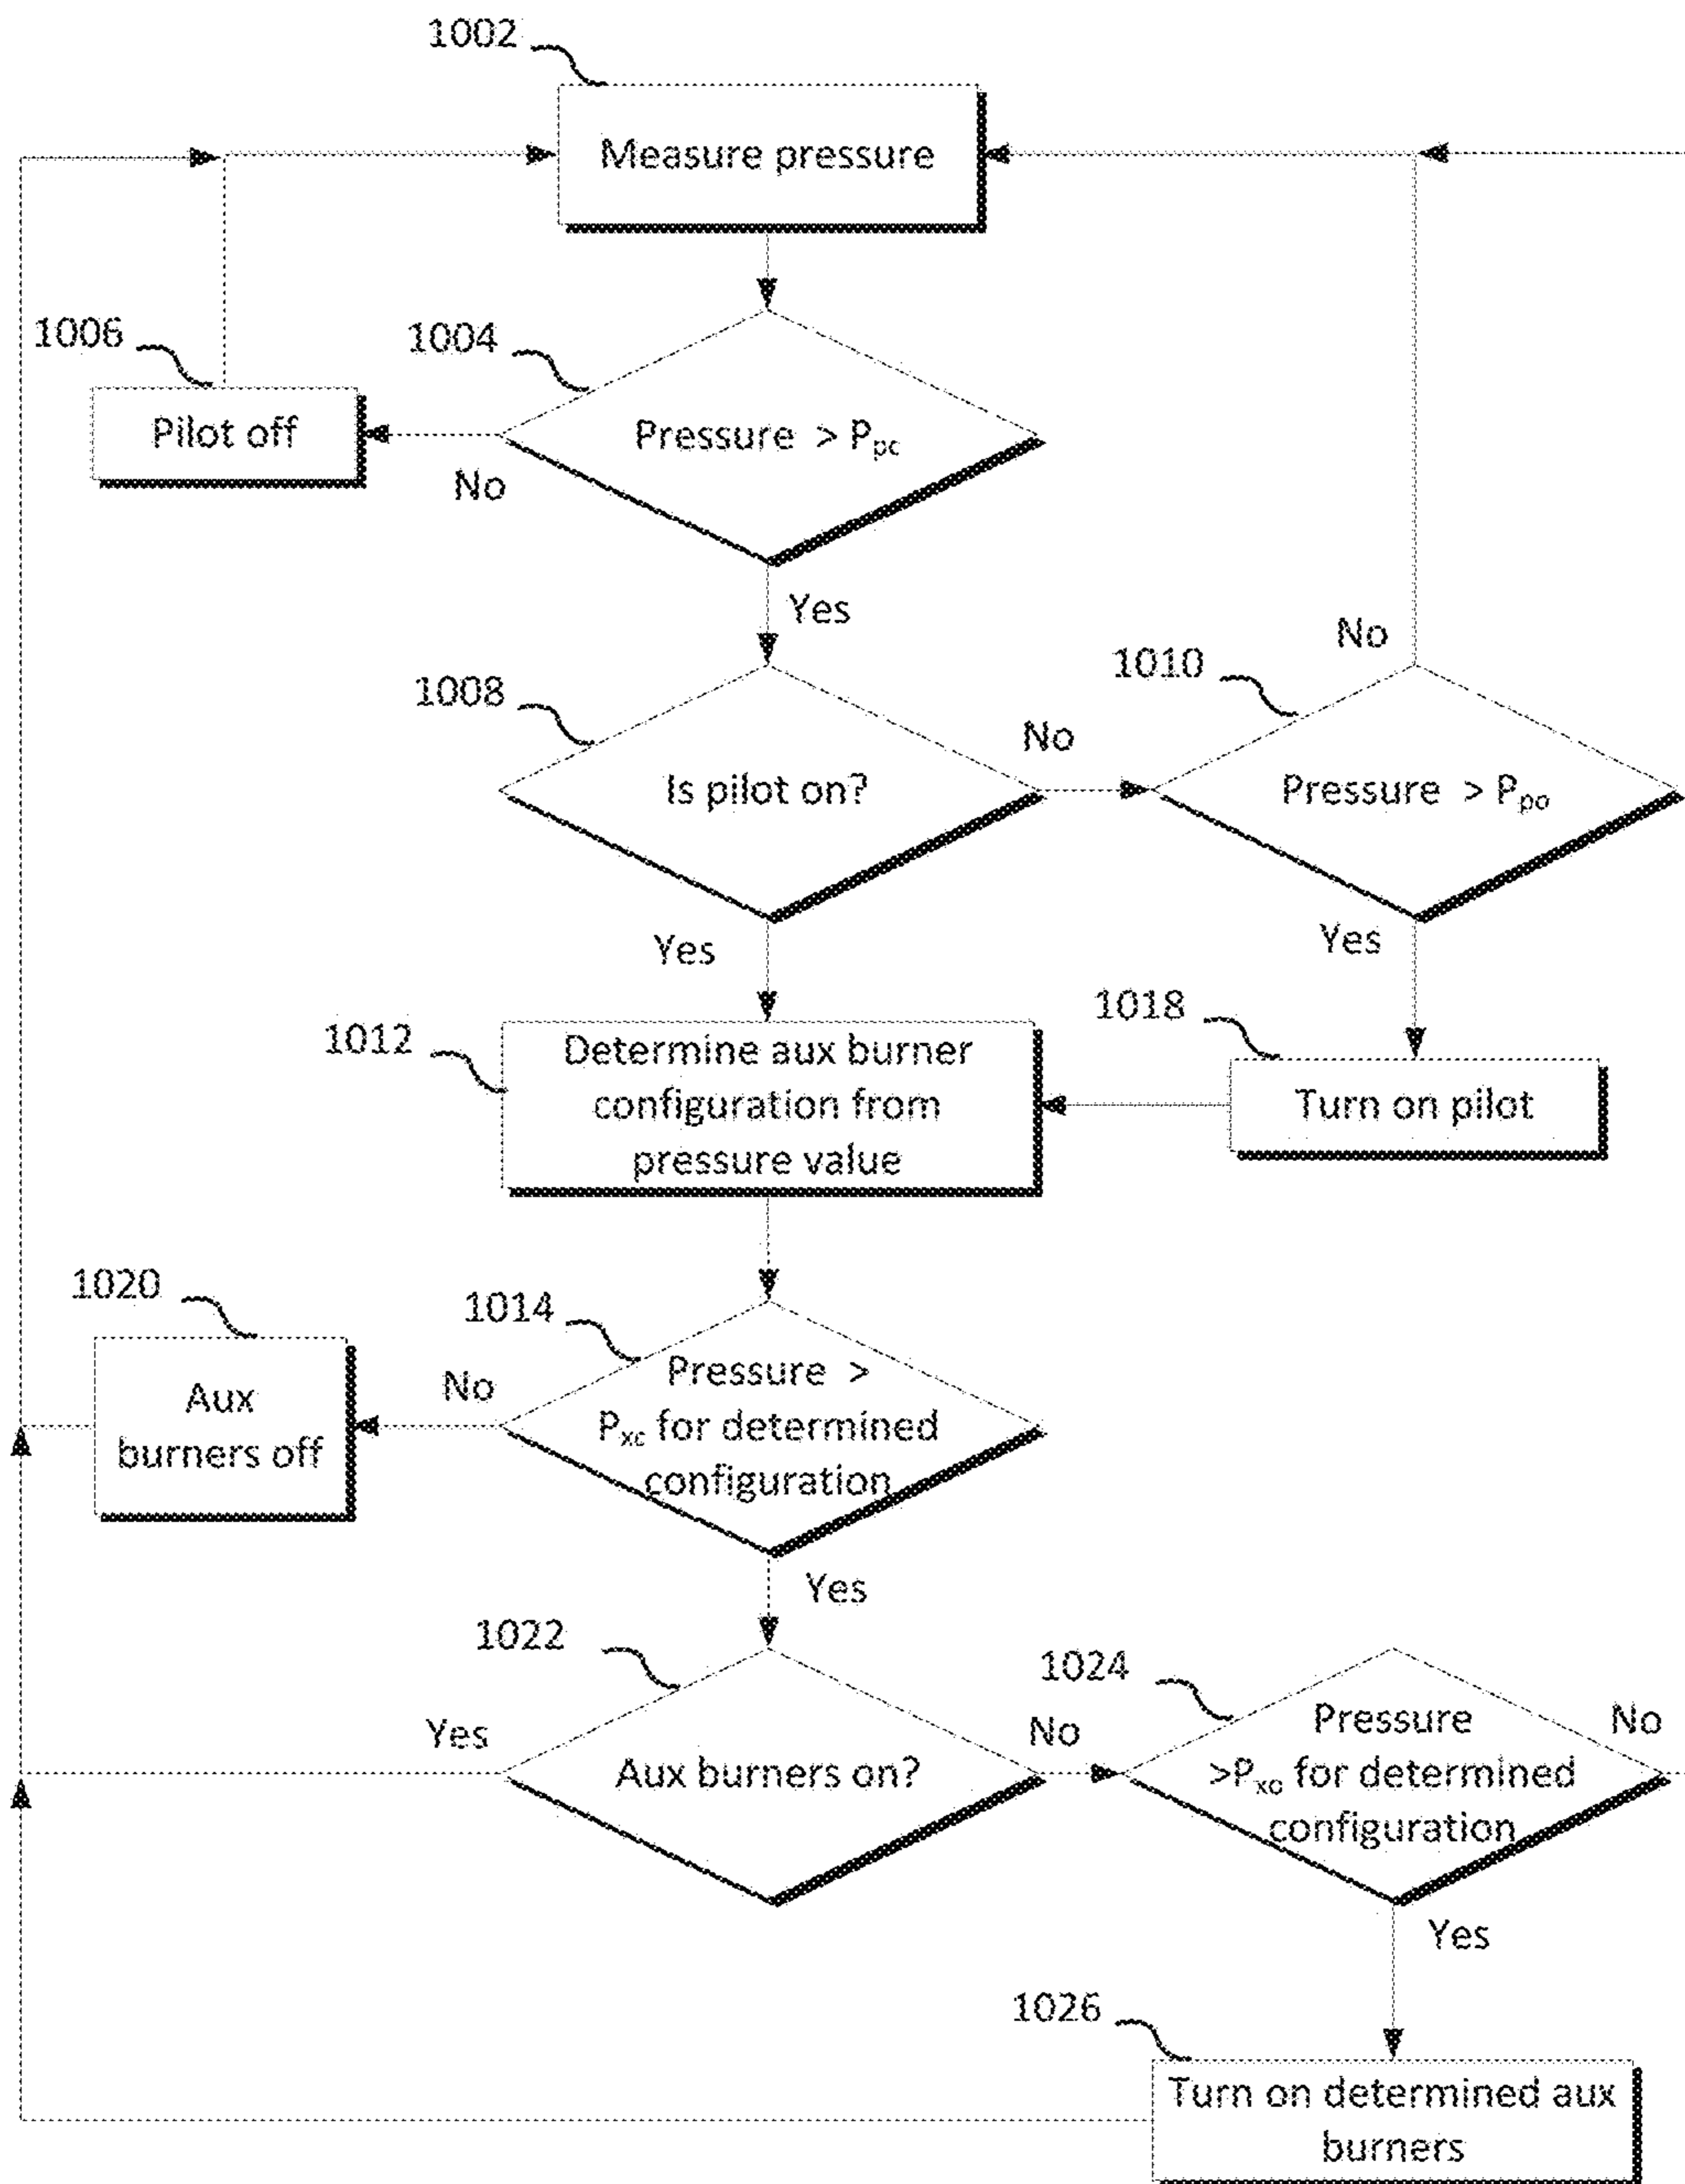 1002
Measure pressure
1006
1004
Pilot off
Pressure > Ppc
No
Yes
No
1008
1010
No
Is pilot on?
Pressure > Ppo
Yes
Yes
1012
1018
Determine aux burner
configuration from
pressure value
Turn on pilot
1020
1014
No
Aux
burners off
Pressure >
Pxc for determined
configuration
Yes
1022
1024
Yes
Aux burners on?
No
Pressure
>Pxo for determined
configuration
No
Yes
1026
Turn on determined aux
burners